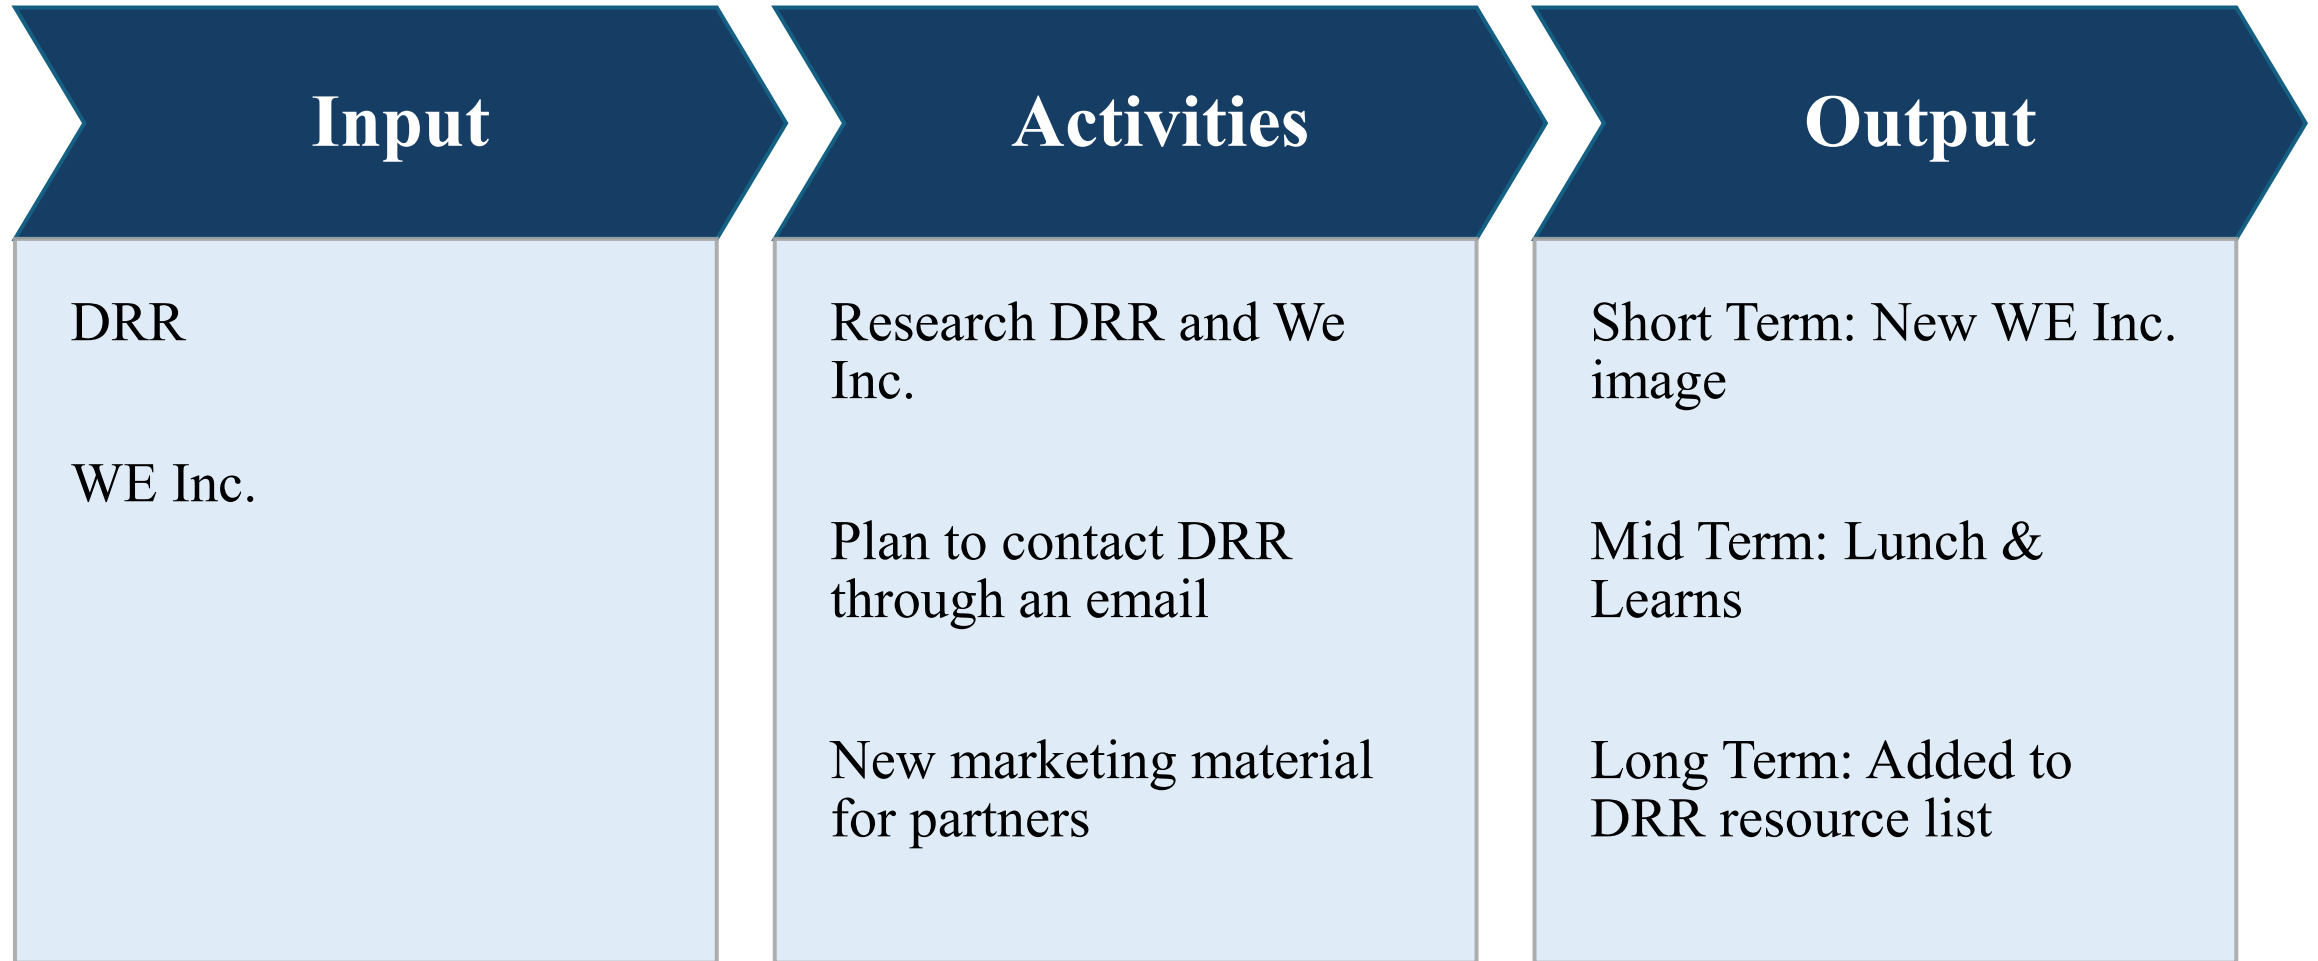 Input
DRR
WE Inc.
Activities
Research DRR and We
Inc.
Plan to contact DRR
through an email
New marketing material
for partners
Output
Short Term: New WE Inc.
image
Mid Term: Lunch &
Learns
Long Term: Added to
DRR resource list